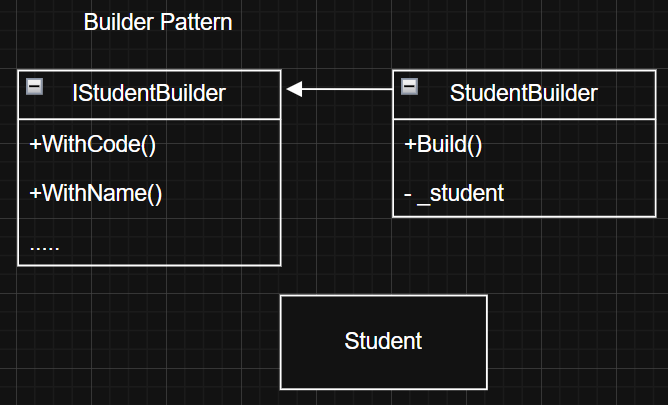 Builder Pattern
IStudentBuilder
+WithCode()
+WithName()
.....
StudentBuilder
+Build()
- _student
Student